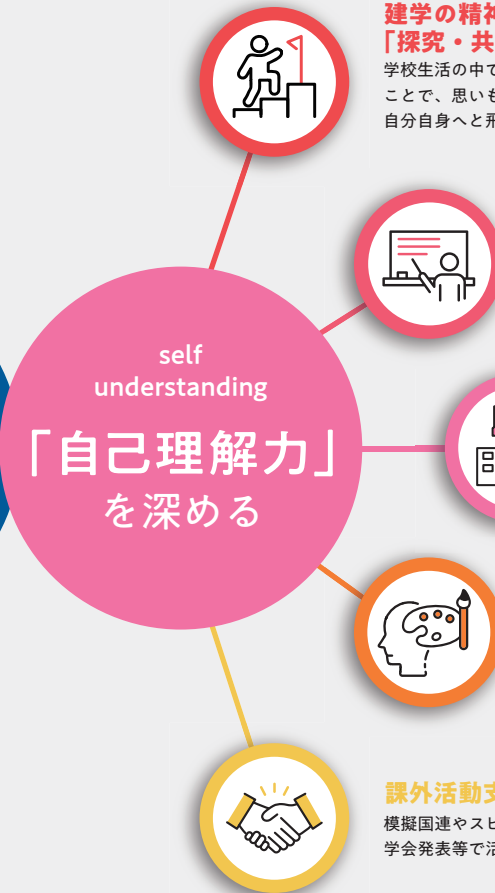 建学の精神
「探究・共
学校生活の中で
ことで、思いも
自分自身へと飛
self
understanding
「自己理解力」
を深める
課外活動支
模擬国連やスピ
学会発表等で活